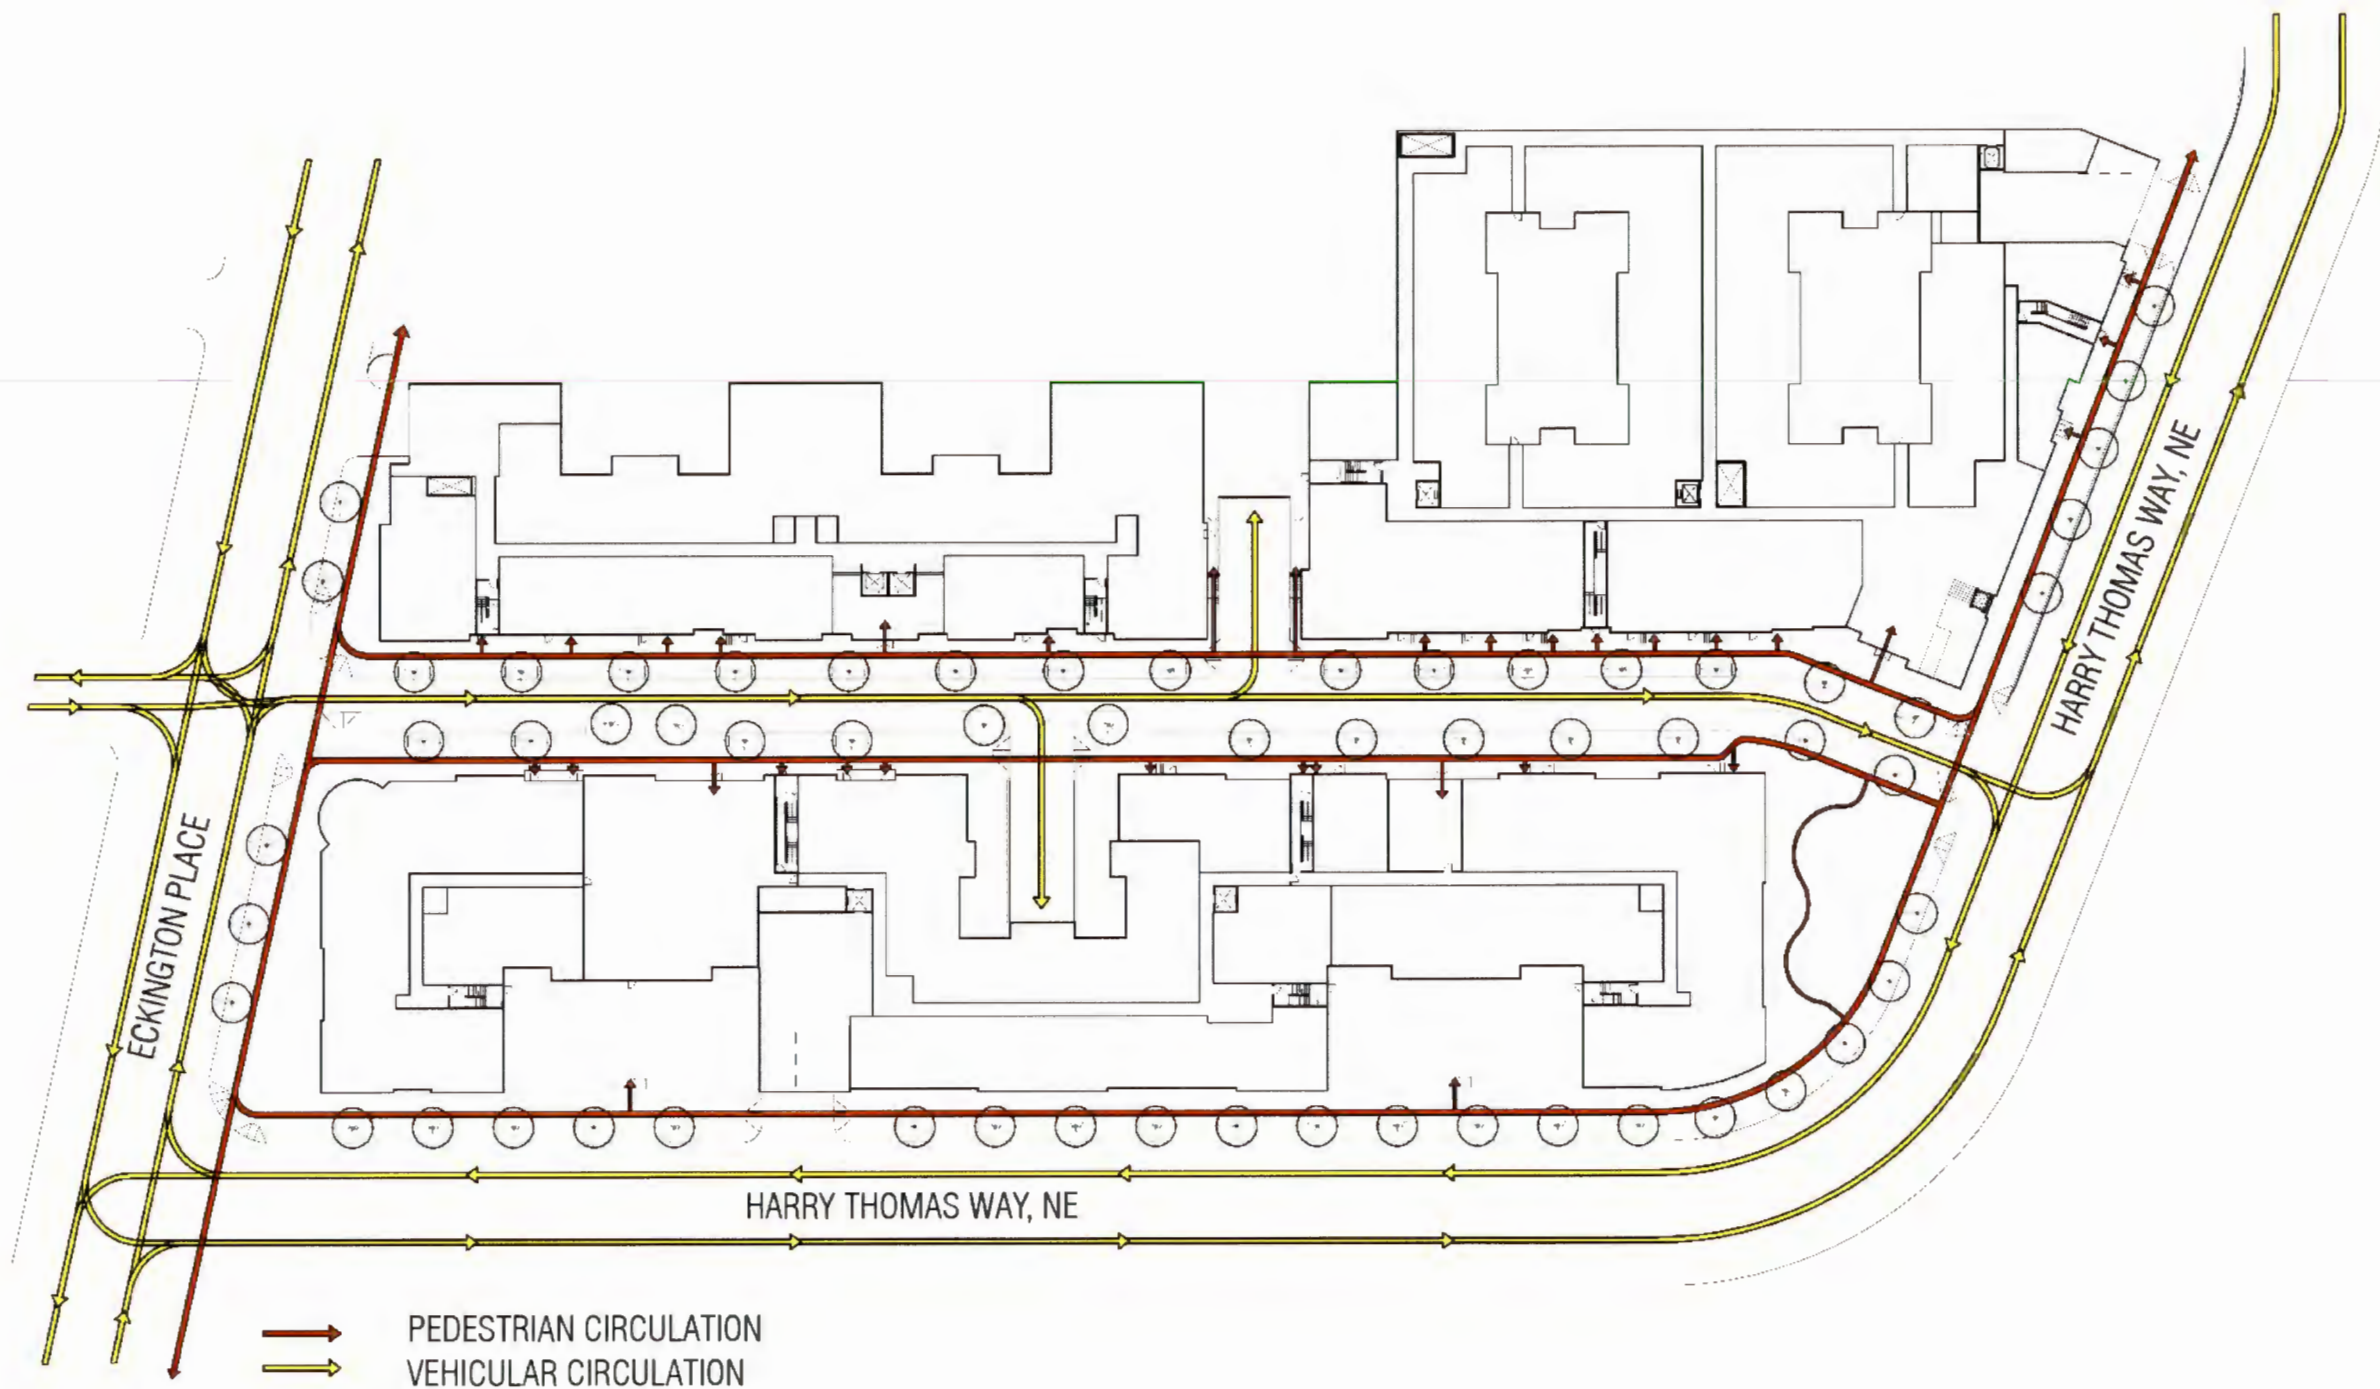 HARRY THOMAS WAY, NE
ECKINGTON PLACE
HARRY THOMAS WAY, NE
PEDESTRIAN CIRCULATION
VEHICULAR CIRCULATION